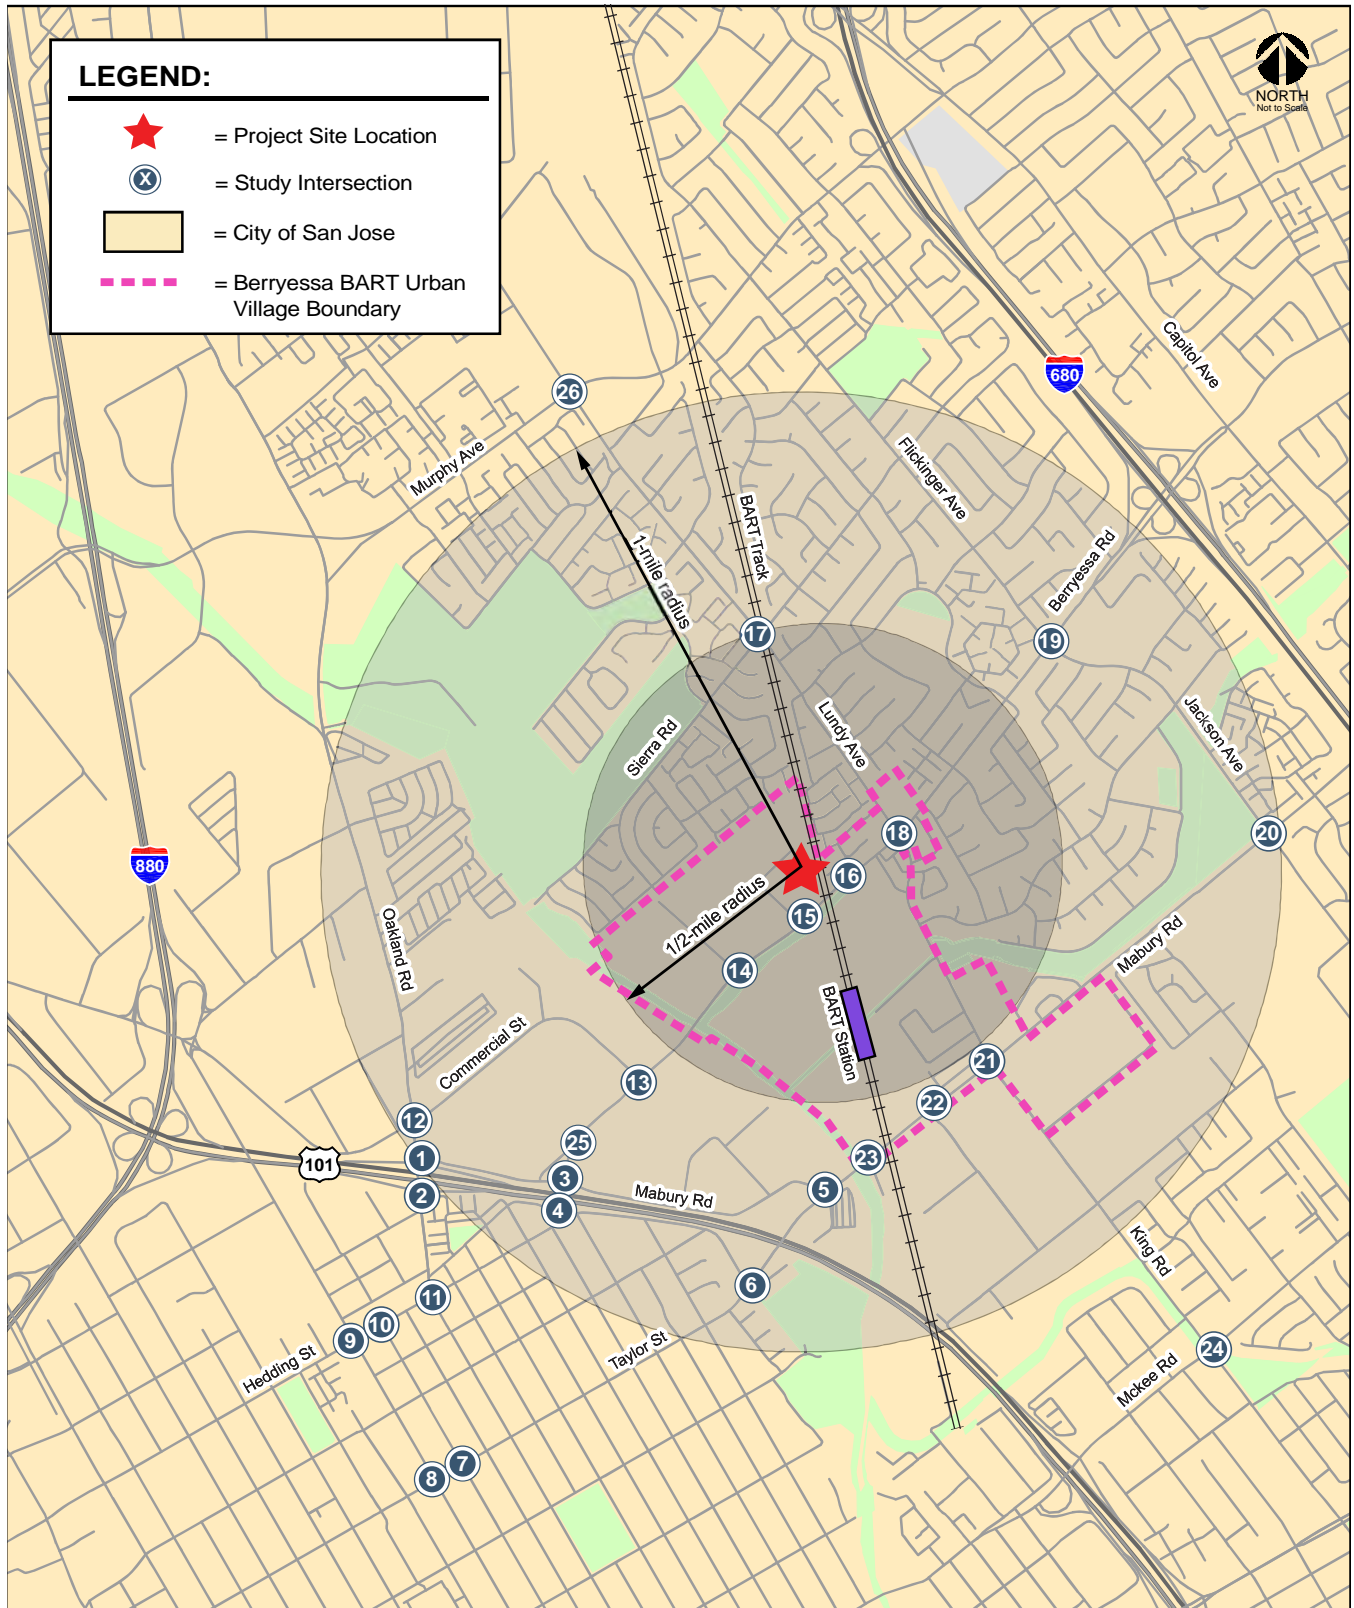 LEGEND:
= Project Site Location
X
= Study Intersection
= City of San Jose
= Berryessa BART Urban
Village Boundary
NORTH
Not to Scale
Capitol Ave
680
26
Murphy Ave
Flickinger Ave
BART Track
1-mile radius
Berryessa Rd
17
19
Lundy Ave
Jackson Ave
Sierra Rd
18
20
880
16
1/2-mile radius
15
Oakland Rd
14
Mabury Rd
BART Station
Commercial St
21
13
22
12
25
1
23
101
3
5
2
Mabury Rd
4
King Rd
6
11
10
9
Taylor St
24
Hedding St
Mckee Rd
7
8